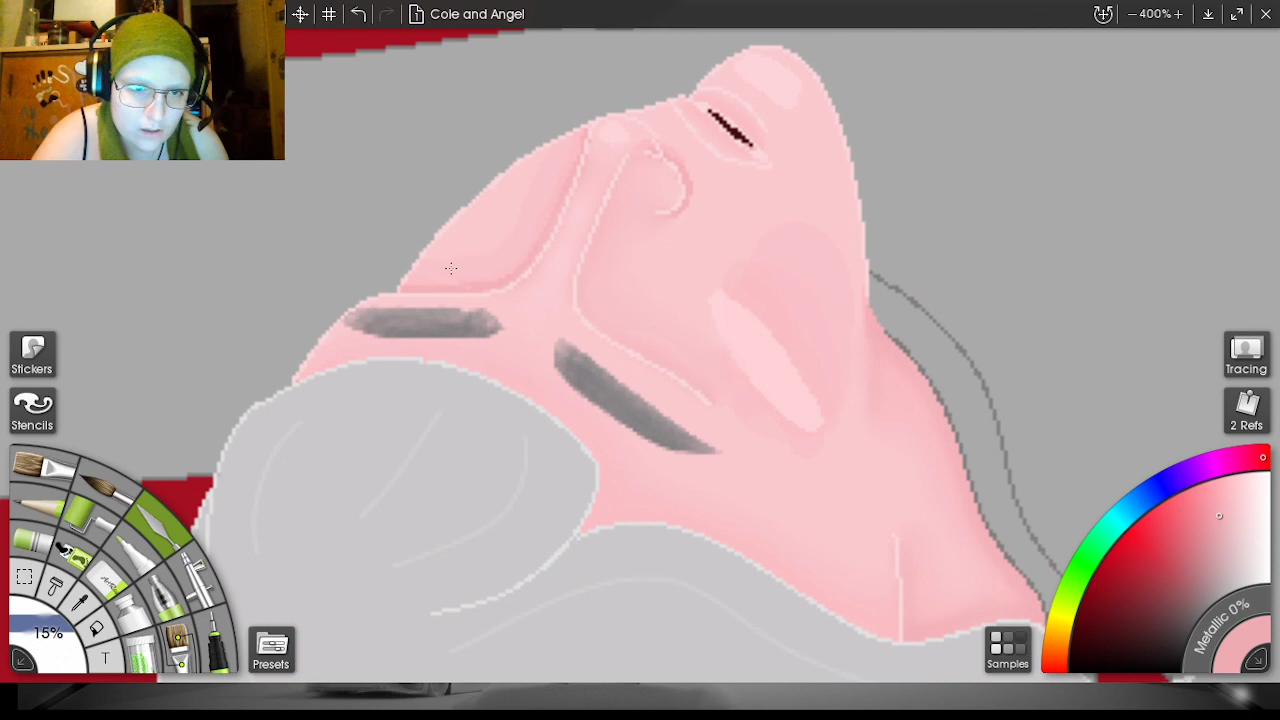 Cole and Angel
400%
Stickers
Stencils
Tracing
2 Refs
15%
T
Presets
Samples
Metallic 0%